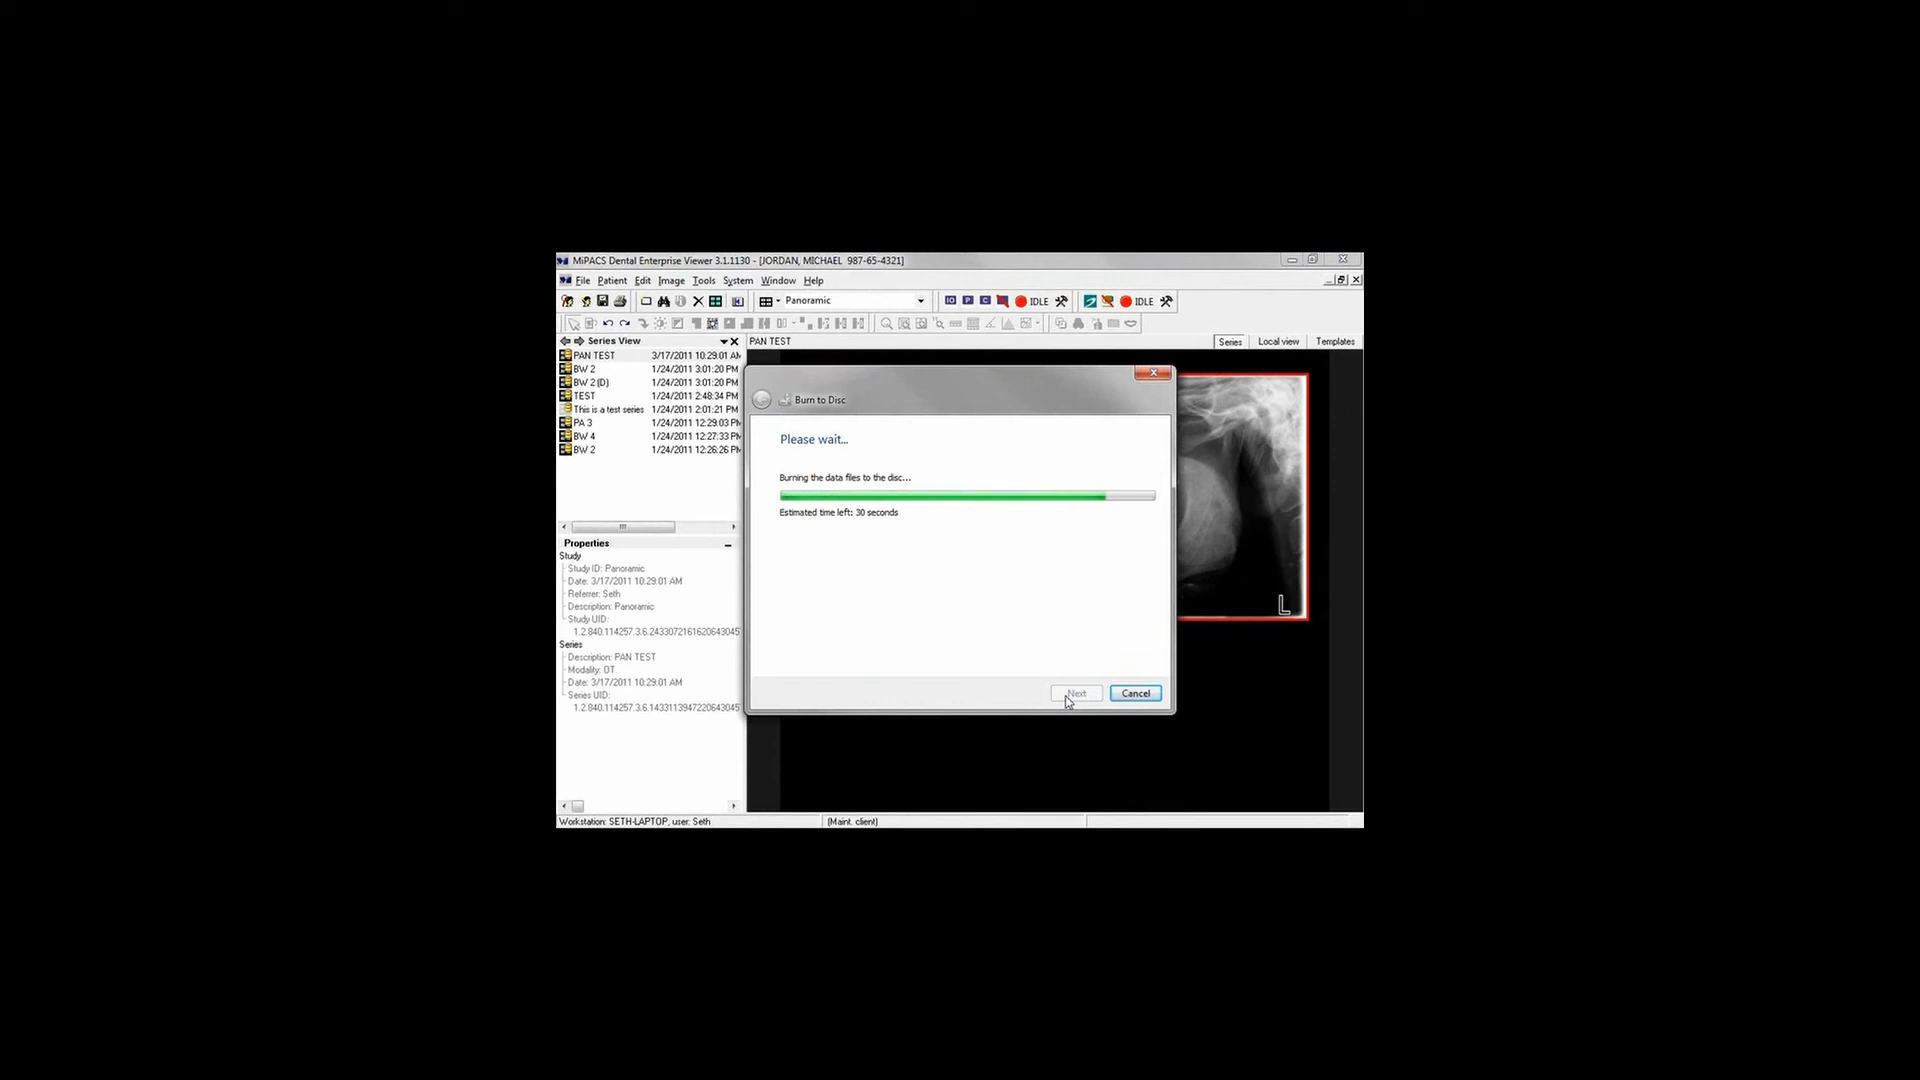 MiPACS Dental Enterprise Viewer 3.1.1130 - [JORDAN, MICHAEL 987-65-4321]
File Patient Edit Image Tools System Window Help
Panoramic IO P C IDLE IDLE
Series View
PAN TEST
Series Local view Templates
PAN TEST 3/17/2011 10:29:01 AM
BW 2 1/24/2011 3:01:20 PM
BW 2 (D) 1/24/2011 3:01:20 PM
TEST 1/24/2011 2:48:34 PM
This is a test series 1/24/2011 2:01:21 PM
PA 3 1/24/2011 12:29:03 PM
BW 4 1/24/2011 12:27:33 PM
BW 2 1/24/2011 12:26:26 PM
Properties
Study
Study ID: Panoramic
Date: 3/17/2011 10:29:01 AM
Referrer: Seth
Description: Panoramic
Study UID:
1.2.840.114257.3.6.2433072161620643045
Series
Description: PAN TEST
Modality: OT
Date: 3/17/2011 10:29:01 AM
Series UID:
1.2.840.114257.3.6.1433113947220643045
Burn to Disc
Please wait...
Burning the data files to the disc...
Estimated time left: 30 seconds
Next Cancel
L
Workstation: SETH-LAPTOP, user: Seth (Maint. client)